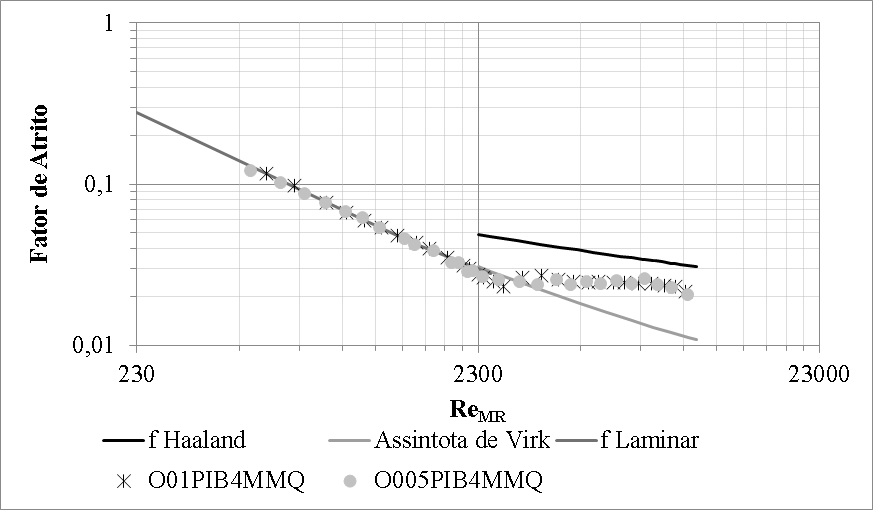 1
0,1
0,01
Fator de Atrito
230
2300
23000
Re_MR
f Haaland
Assintota de Virk
f Laminar
O01PIB4MMQ
O005PIB4MMQ